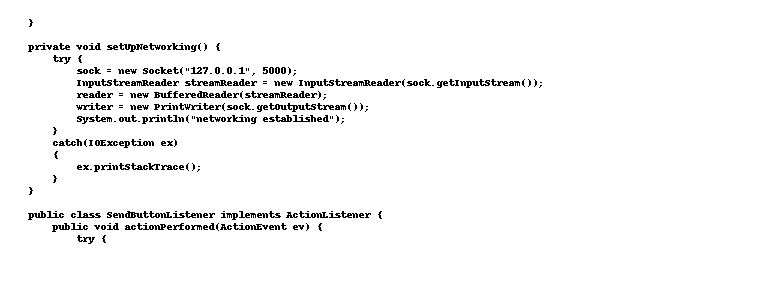 }
private void setUpNetworking() {
try {
sock = new Socket("127.0.0.1", 5000);
InputStreamReader streamReader = new InputStreamReader(sock.getInputStream());
reader = new BufferedReader(streamReader);
writer = new PrintWriter(sock.getOutputStream());
System.out.println("networking established");
}
catch(IOException ex)
{
ex.printStackTrace();
}
}
public class SendButtonListener implements ActionListener {
public void actionPerformed(ActionEvent ev) {
try {